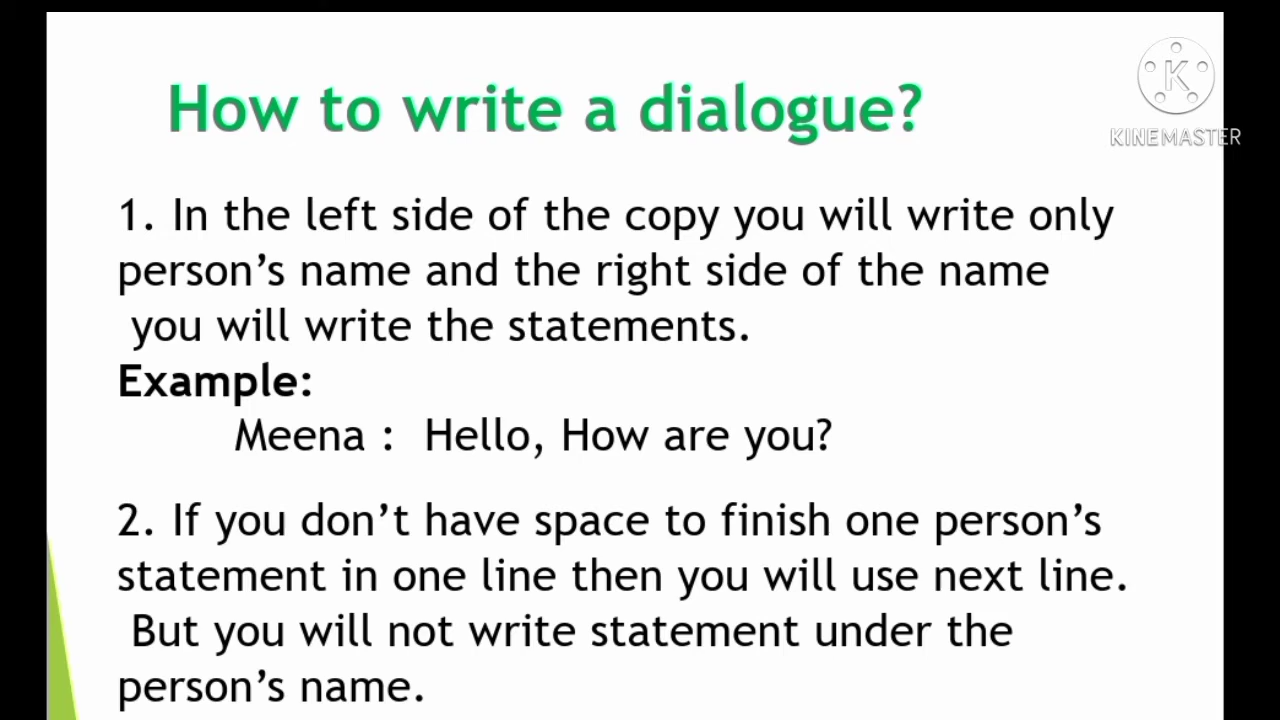 How to write a dialogue?
K
KINEMASTER
1. In the left side of the copy you will write only
person's name and the right side of the name
you will write the statements.
Example:
Meena : Hello, How are you?
2. If you don't have space to finish one person's
statement in one line then you will use next line.
But you will not write statement under the
person's name.